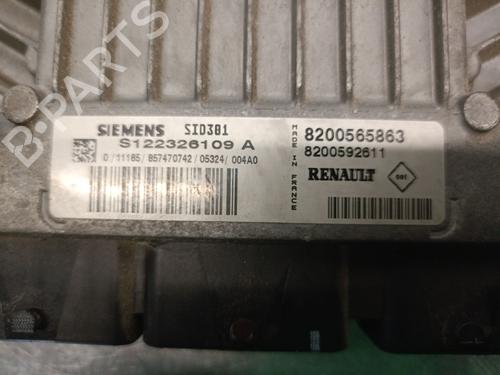 B-PARTS
SIEMENS SID301
S122326109 A
0/11185/857470742/05324/004A0
MADE IN FRANCE
8200565863
8200592611
RENAULT